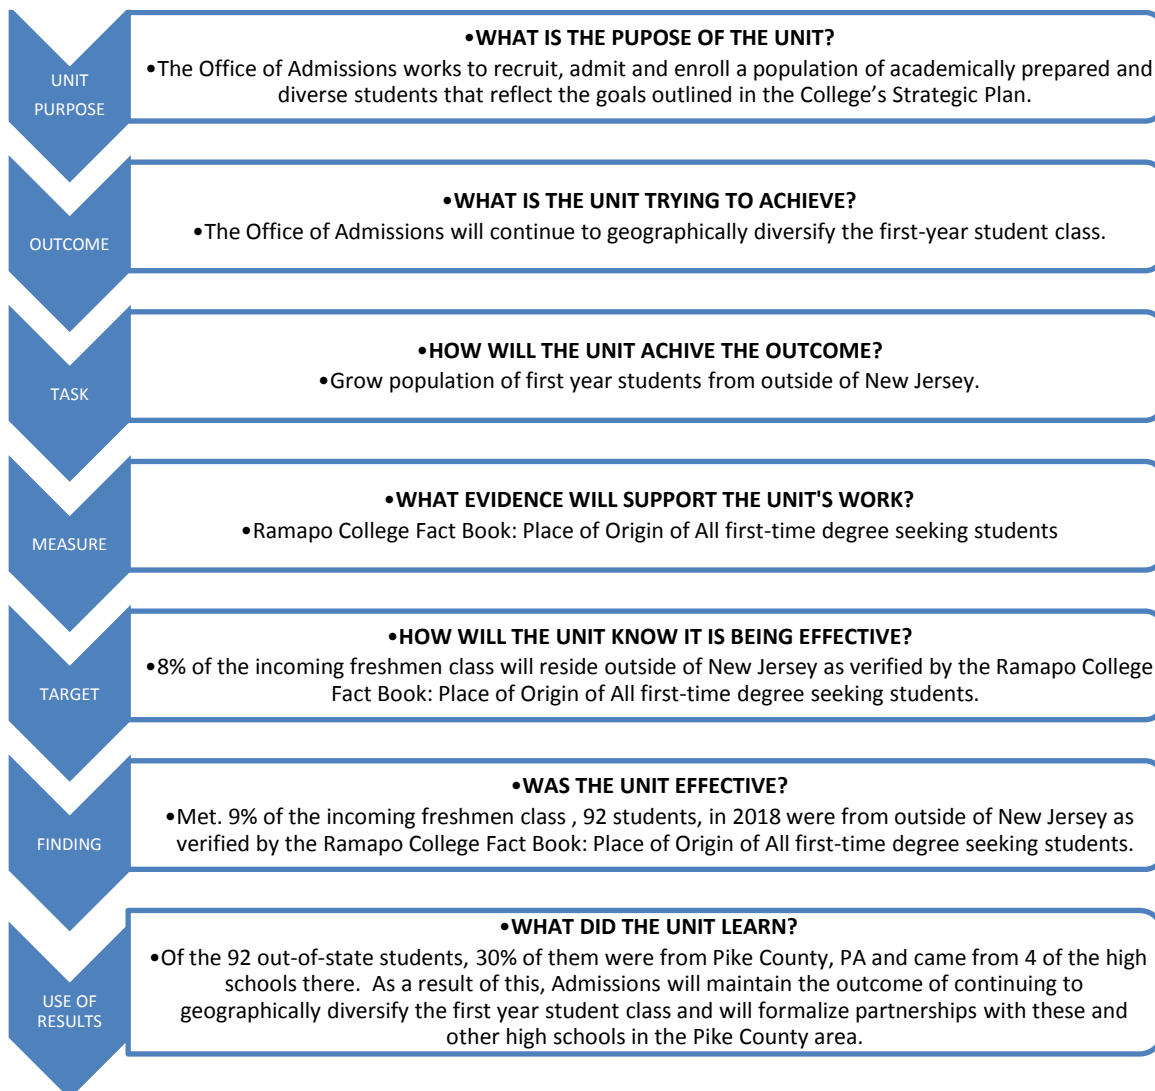 UNIT
PURPOSE
•WHAT IS THE PUPOSE OF THE UNIT?
•The Office of Admissions works to recruit, admit and enroll a population of academically prepared and
diverse students that reflect the goals outlined in the College’s Strategic Plan.
OUTCOME
•WHAT IS THE UNIT TRYING TO ACHIEVE?
•The Office of Admissions will continue to geographically diversify the first-year student class.
TASK
•HOW WILL THE UNIT ACHIVE THE OUTCOME?
•Grow population of first year students from outside of New Jersey.
MEASURE
•WHAT EVIDENCE WILL SUPPORT THE UNIT'S WORK?
•Ramapo College Fact Book: Place of Origin of All first-time degree seeking students
TARGET
•HOW WILL THE UNIT KNOW IT IS BEING EFFECTIVE?
•8% of the incoming freshmen class will reside outside of New Jersey as verified by the Ramapo College
Fact Book: Place of Origin of All first-time degree seeking students.
FINDING
•WAS THE UNIT EFFECTIVE?
•Met. 9% of the incoming freshmen class , 92 students, in 2018 were from outside of New Jersey as
verified by the Ramapo College Fact Book: Place of Origin of All first-time degree seeking students.
USE OF
RESULTS
•WHAT DID THE UNIT LEARN?
•Of the 92 out-of-state students, 30% of them were from Pike County, PA and came from 4 of the high
schools there.  As a result of this, Admissions will maintain the outcome of continuing to
geographically diversify the first year student class and will formalize partnerships with these and
other high schools in the Pike County area.